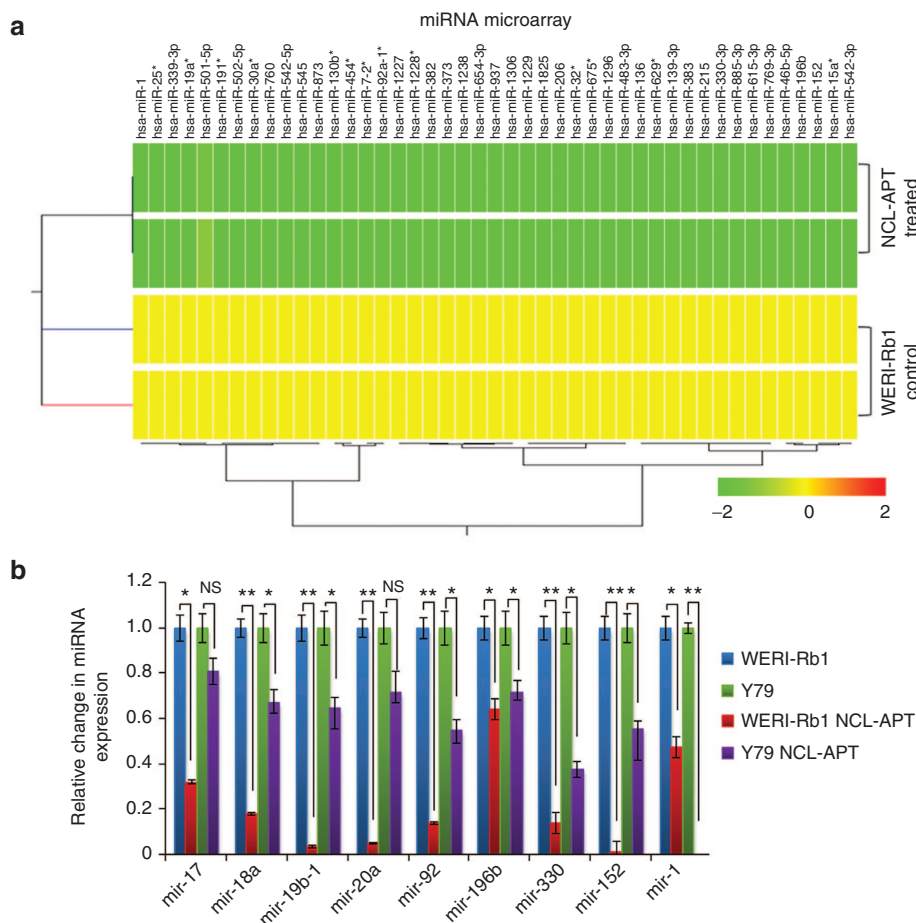 a
miRNA microarray
hsa-miR-1
hsa-miR-25*
hsa-miR-339-3p
hsa-miR-19a*
hsa-miR-501-5p
hsa-miR-191*
hsa-miR-502-5p
hsa-miR-30a*
hsa-miR-760
hsa-miR-542-5p
hsa-miR-545
hsa-miR-873
hsa-miR-130b*
hsa-miR-454*
hsa-miR-7-2*
hsa-miR-92a-1*
hsa-miR-1227
hsa-miR-1228*
hsa-miR-382
hsa-miR-373
hsa-miR-1238
hsa-miR-654-3p
hsa-miR-937
hsa-miR-1306
hsa-miR-1229
hsa-miR-1825
hsa-miR-206
hsa-miR-32*
hsa-miR-675*
hsa-miR-1296
hsa-miR-483-3p
hsa-miR-136
hsa-miR-629*
hsa-miR-139-3p
hsa-miR-383
hsa-miR-215
hsa-miR-330-3p
hsa-miR-885-3p
hsa-miR-615-3p
hsa-miR-769-3p
hsa-miR-46b-5p
hsa-miR-196b
hsa-miR-152
hsa-miR-15a*
hsa-miR-542-3p
NCL-APT
treated
WERI-Rb1
control
−2 0 2
b
Relative change in miRNA
expression
1.2
1.0
0.8
0.6
0.4
0.2
0
* NS ** * ** * ** NS ** * * * ** * ** * * **
mir-17
mir-18a
mir-19b-1
mir-20a
mir-92
mir-196b
mir-330
mir-152
mir-1
WERI-Rb1
Y79
WERI-Rb1 NCL-APT
Y79 NCL-APT